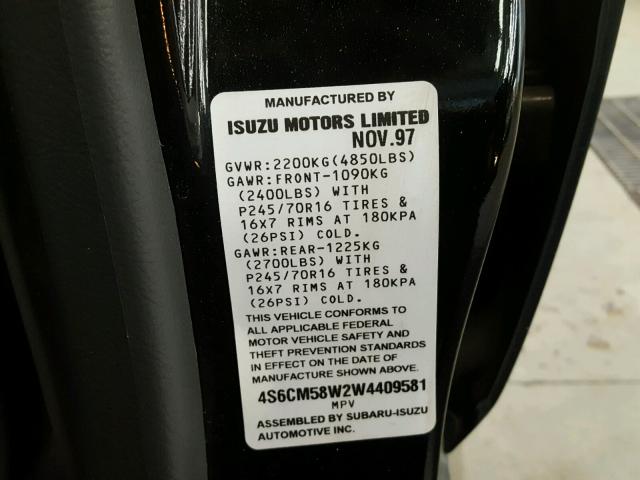 MANUFACTURED BY
ISUZU MOTORS LIMITED
NOV.97
GVWR:2200KG(4850LBS)
GAWR:FRONT-1090KG
(2400LBS) WITH
P245/70R16 TIRES &
16X7 RIMS AT 180KPA
(26PSI) COLD.
GAWR:REAR-1225KG
(2700LBS) WITH
P245/70R16 TIRES &
16X7 RIMS AT 180KPA
(26PSI) COLD.
THIS VEHICLE CONFORMS TO
ALL APPLICABLE FEDERAL
MOTOR VEHICLE SAFETY AND
THEFT PREVENTION STANDARDS
IN EFFECT ON THE DATE OF
MANUFACTURE SHOWN ABOVE.
4S6CM58W2W4409581
MPV
ASSEMBLED BY SUBARU-ISUZU
AUTOMOTIVE INC.